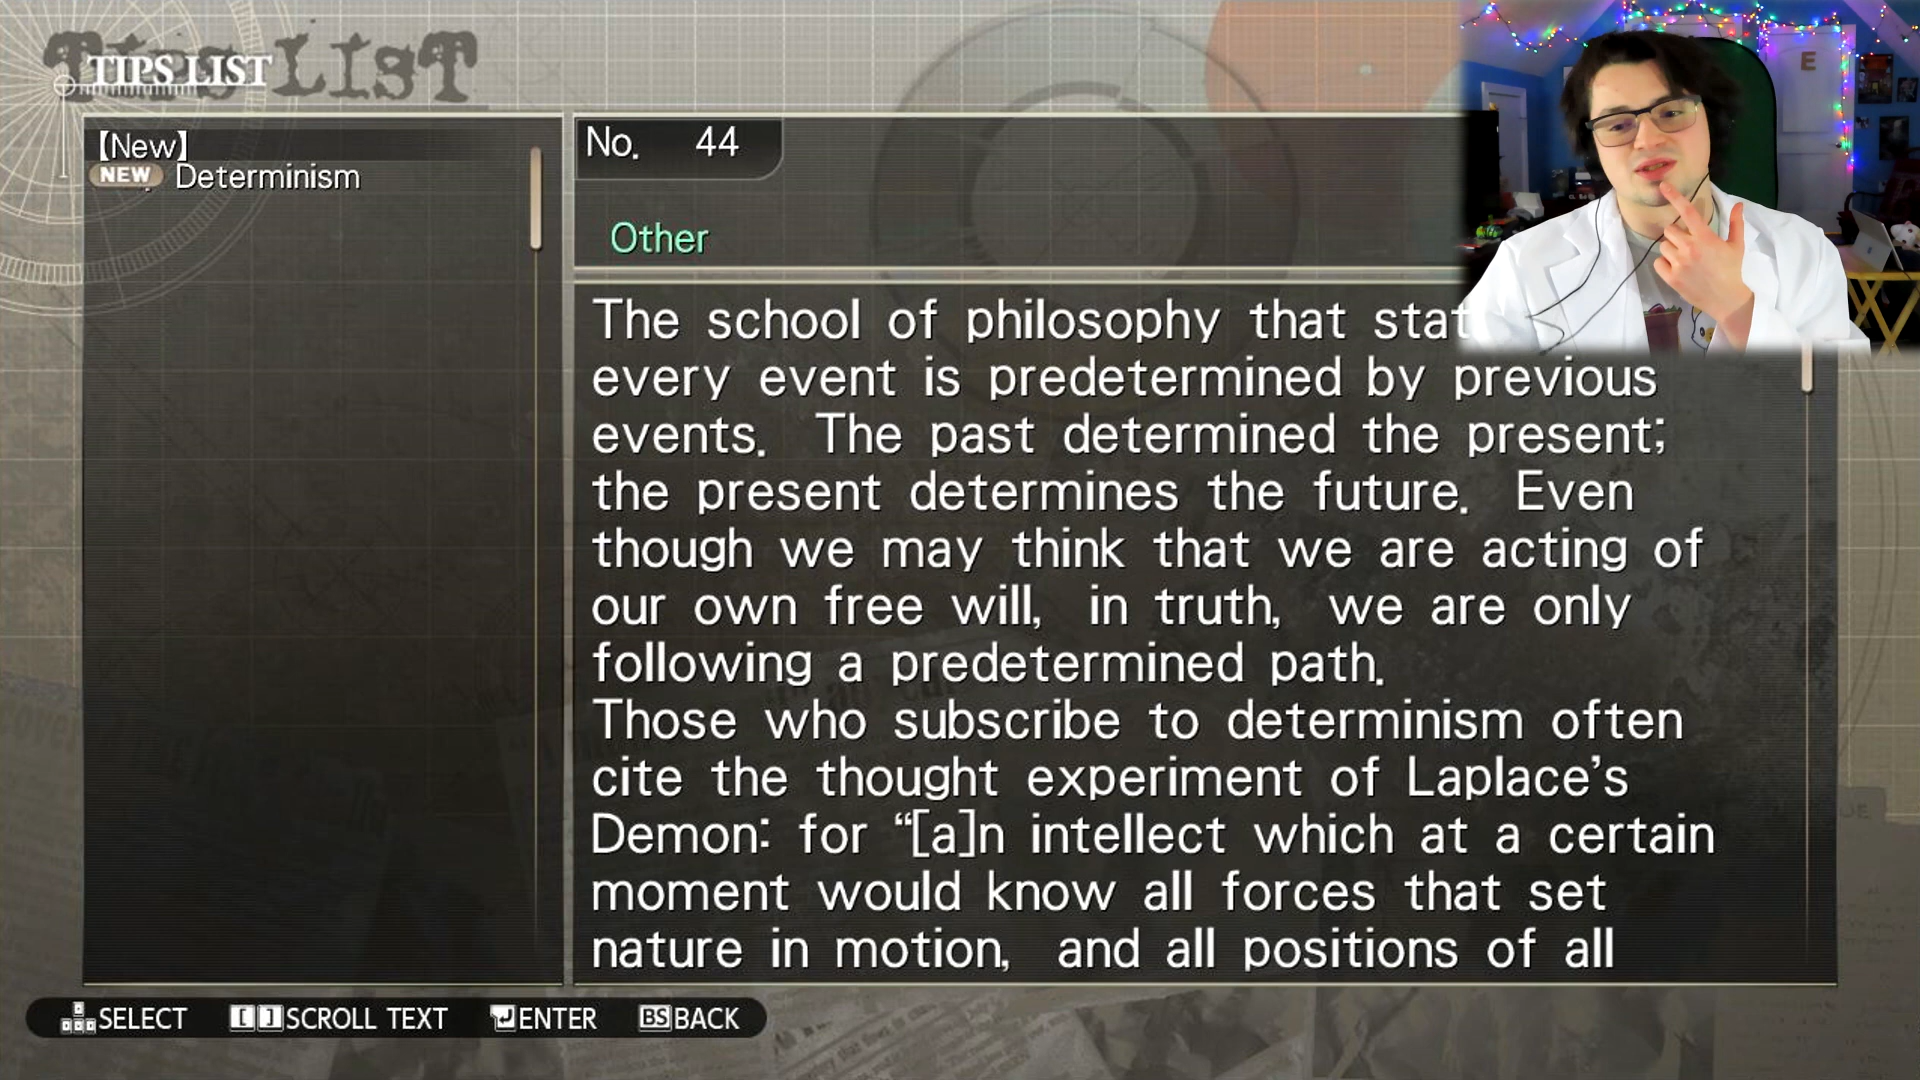 TIPS LIST
TIPS LIST
【New】
NEW Determinism
No. 44
Other
The school of philosophy that
every event is predetermined by previous
events. The past determined the present;
the present determines the future. Even
though we may think that we are acting of
our own free will, in truth, we are only
following a predetermined path.
Those who subscribe to determinism often
cite the thought experiment of Laplace's
Demon: for “[a]n intellect which at a certain
moment would know all forces that set
nature in motion, and all positions of all
E
SELECT [ ] SCROLL TEXT ENTER BS BACK